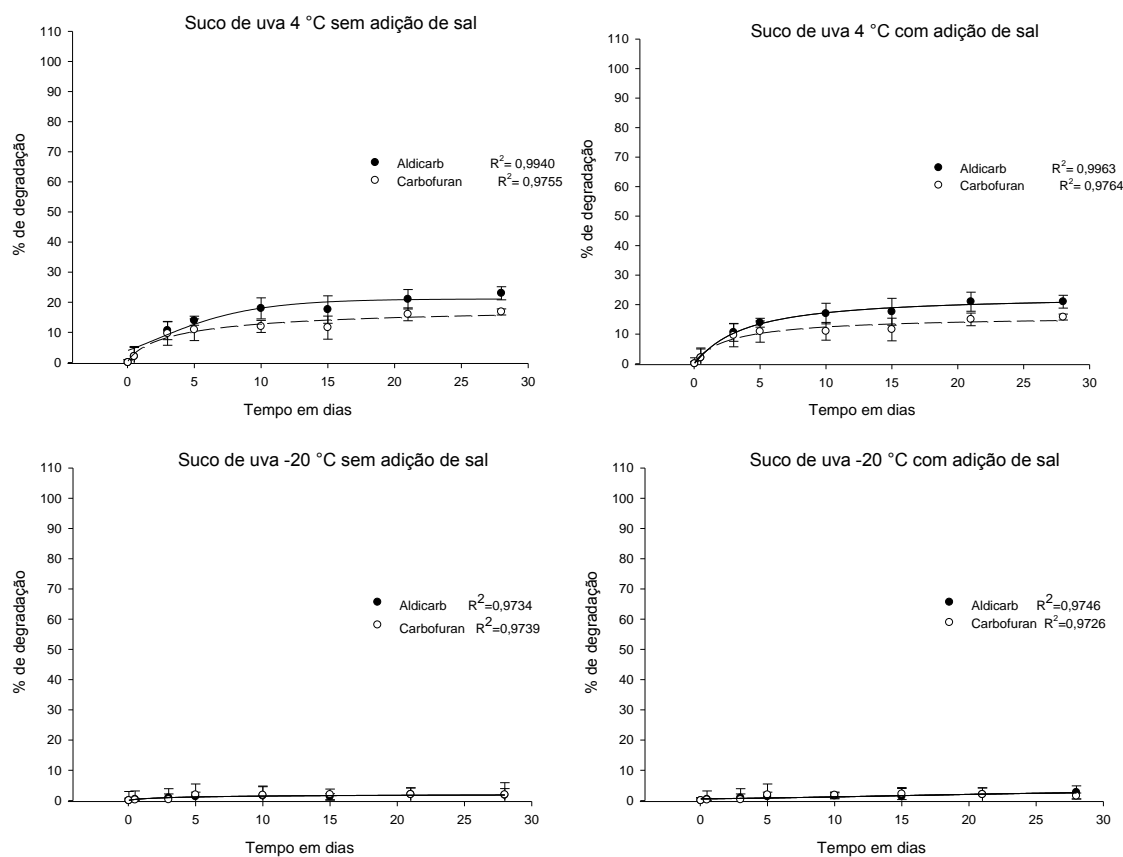 Suco de uva 4 °C sem adição de sal
110
100
90
80
70
60
50
40
30
20
10
0
% de degradação
Aldicarb R²= 0,9940
Carbofuran R²= 0,9755
0 5 10 15 20 25 30
Tempo em dias
Suco de uva 4 °C com adição de sal
110
100
90
80
70
60
50
40
30
20
10
0
% de degradação
Aldicarb R²= 0,9963
Carbofuran R²= 0,9764
0 5 10 15 20 25 30
Tempo em dias
Suco de uva -20 °C sem adição de sal
110
100
90
80
70
60
50
40
30
20
10
0
% de degradação
Aldicarb R²=0,9734
Carbofuran R²=0,9739
0 5 10 15 20 25 30
Tempo em dias
Suco de uva -20 °C com adição de sal
110
100
90
80
70
60
50
40
30
20
10
0
% de degradação
Aldicarb R²=0,9746
Carbofuran R²=0,9726
0 5 10 15 20 25 30
Tempo em dias